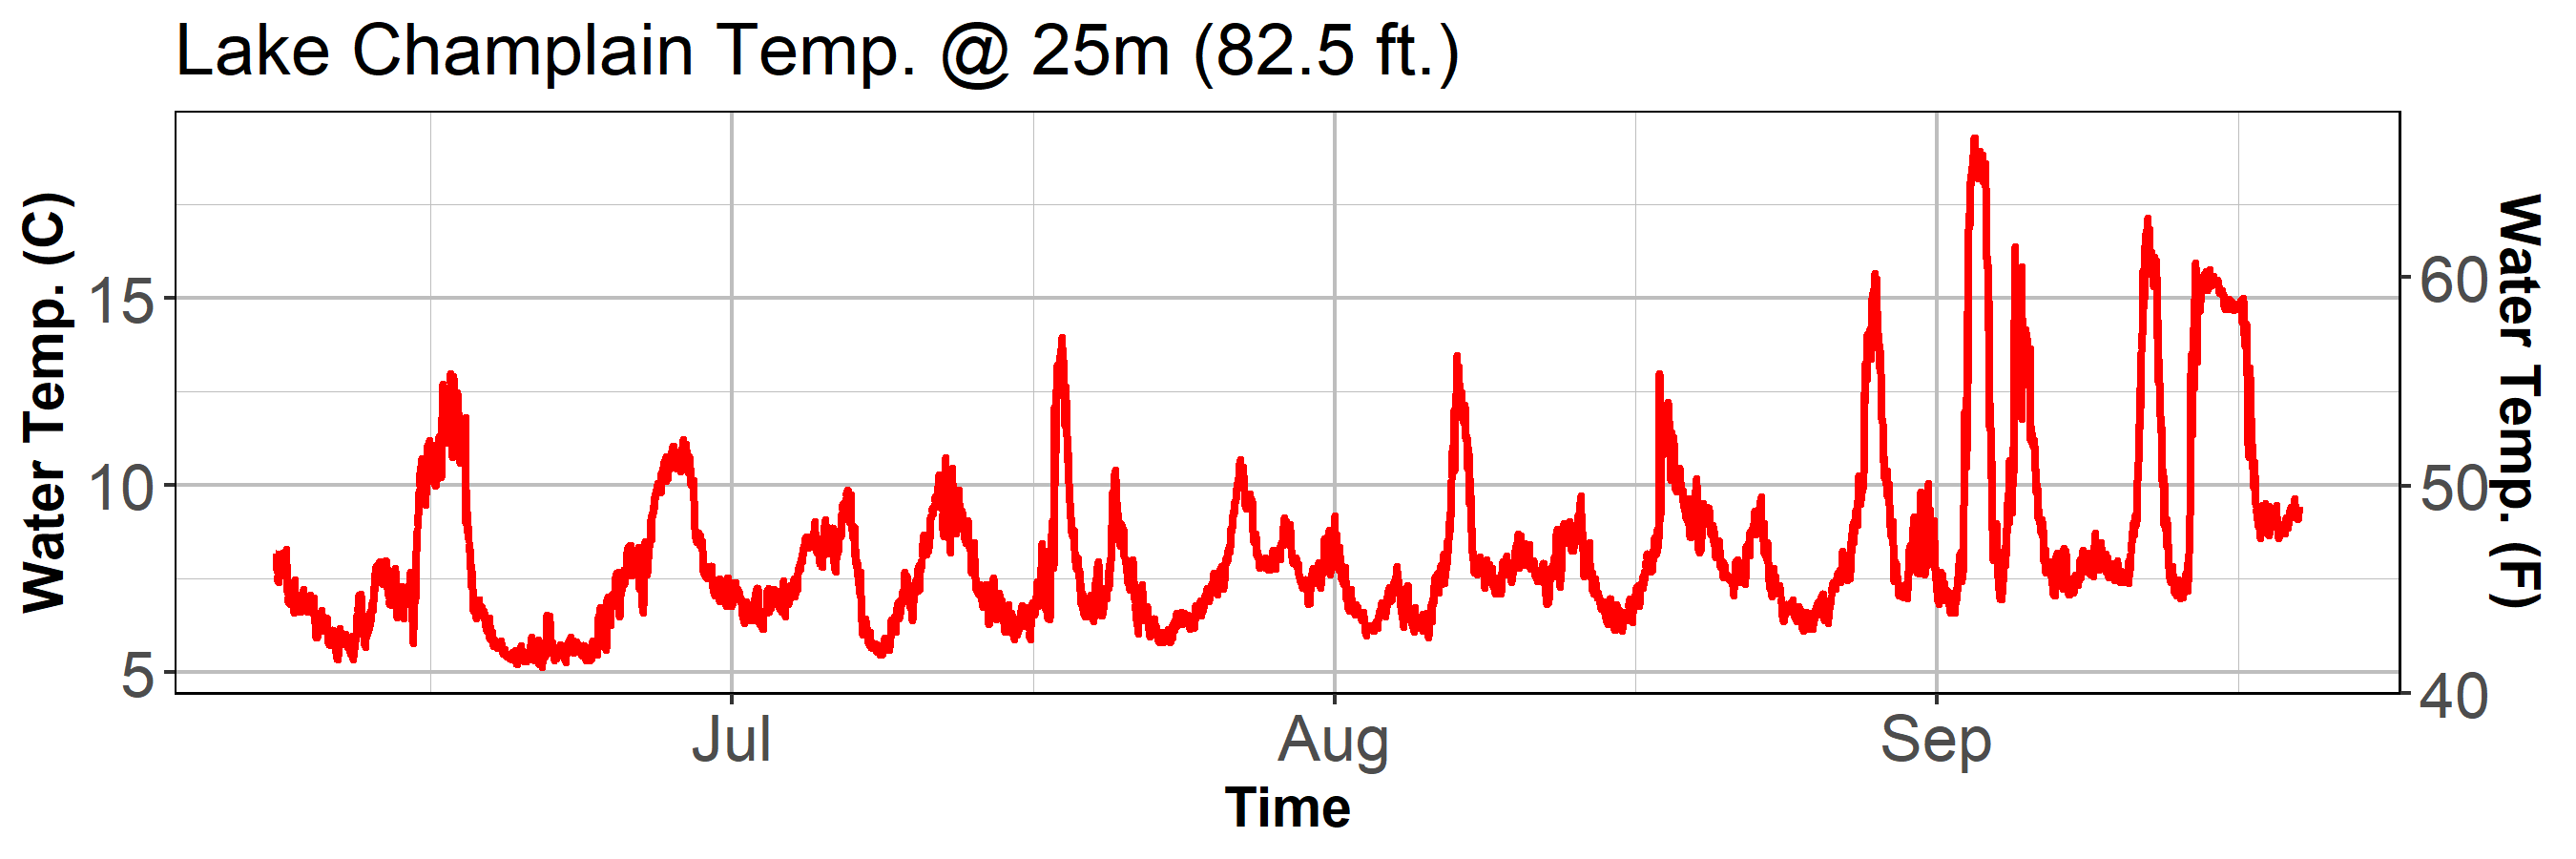 Lake Champlain Temp. @ 25m (82.5 ft.)
Water Temp. (C)
15
10
5
60
50
40
Water Temp. (F)
Jul Aug Sep
Time